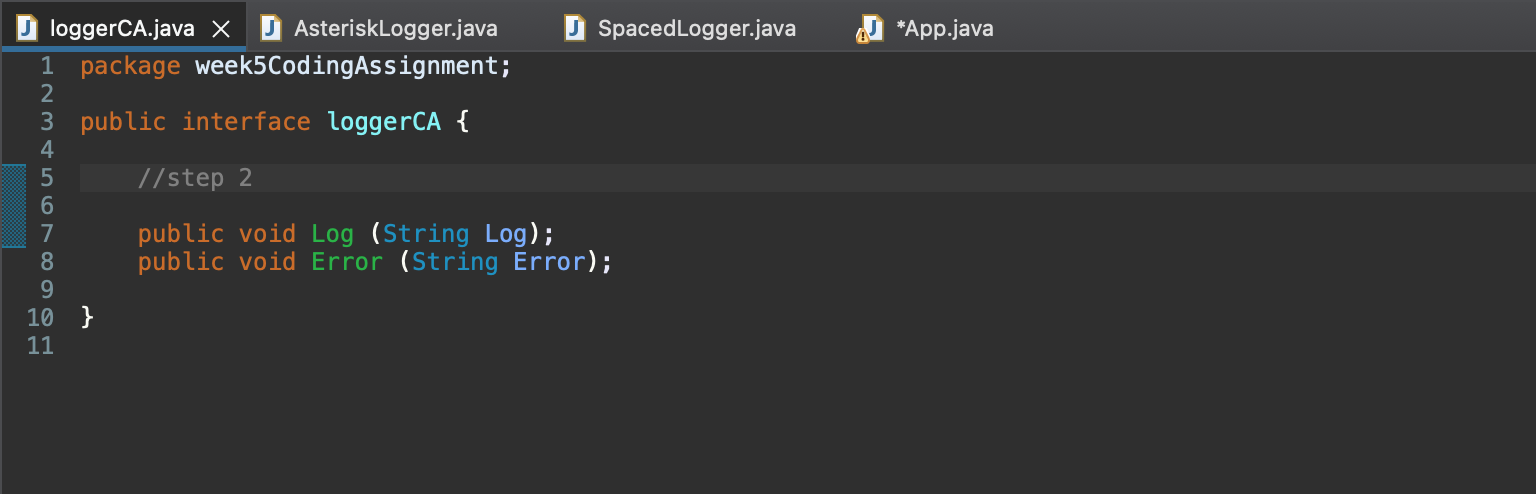 loggerCA.java AsteriskLogger.java SpacedLogger.java *App.java
1 package week5CodingAssignment;
2
3 public interface loggerCA {
4
5 //step 2
6
7 public void Log (String Log);
8 public void Error (String Error);
9
10 }
11